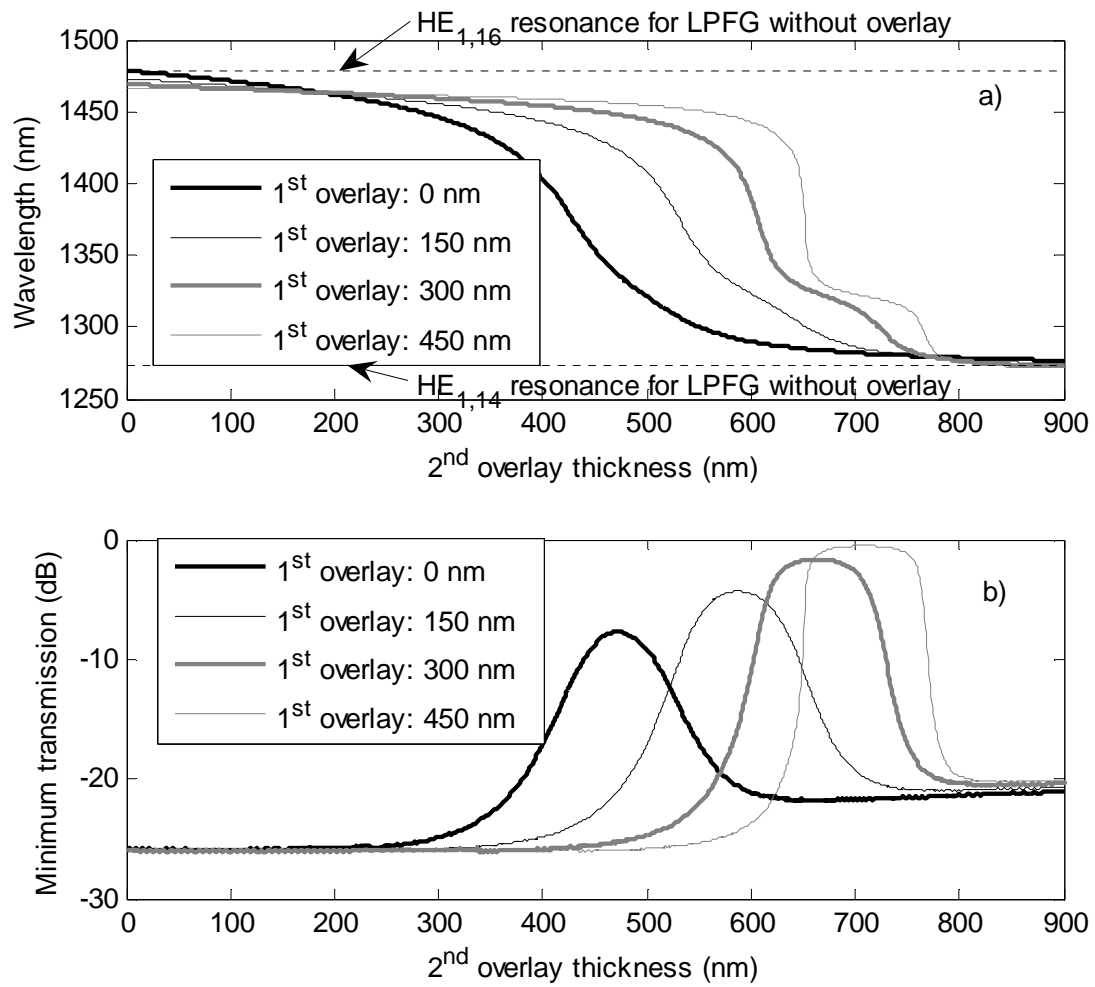 HE1,16 resonance for LPFG without overlay
1500
1450
1400
1350
1300
1250
Wavelength (nm)
a)
1st overlay: 0 nm
1st overlay: 150 nm
1st overlay: 300 nm
1st overlay: 450 nm
HE1,14 resonance for LPFG without overlay
0 100 200 300 400 500 600 700 800 900
2nd overlay thickness (nm)
0
-10
-20
-30
Minimum transmission (dB)
b)
1st overlay: 0 nm
1st overlay: 150 nm
1st overlay: 300 nm
1st overlay: 450 nm
0 100 200 300 400 500 600 700 800 900
2nd overlay thickness (nm)